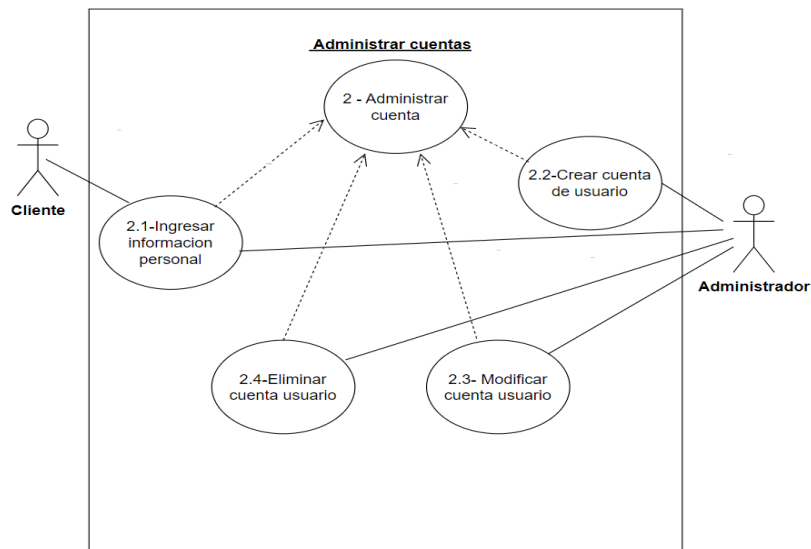 Administrar cuentas
2 - Administrar
cuenta
Cliente
2.1-Ingresar
informacion
personal
2.2-Crear cuenta
de usuario
Administrador
2.4-Eliminar
cuenta usuario
2.3- Modificar
cuenta usuario